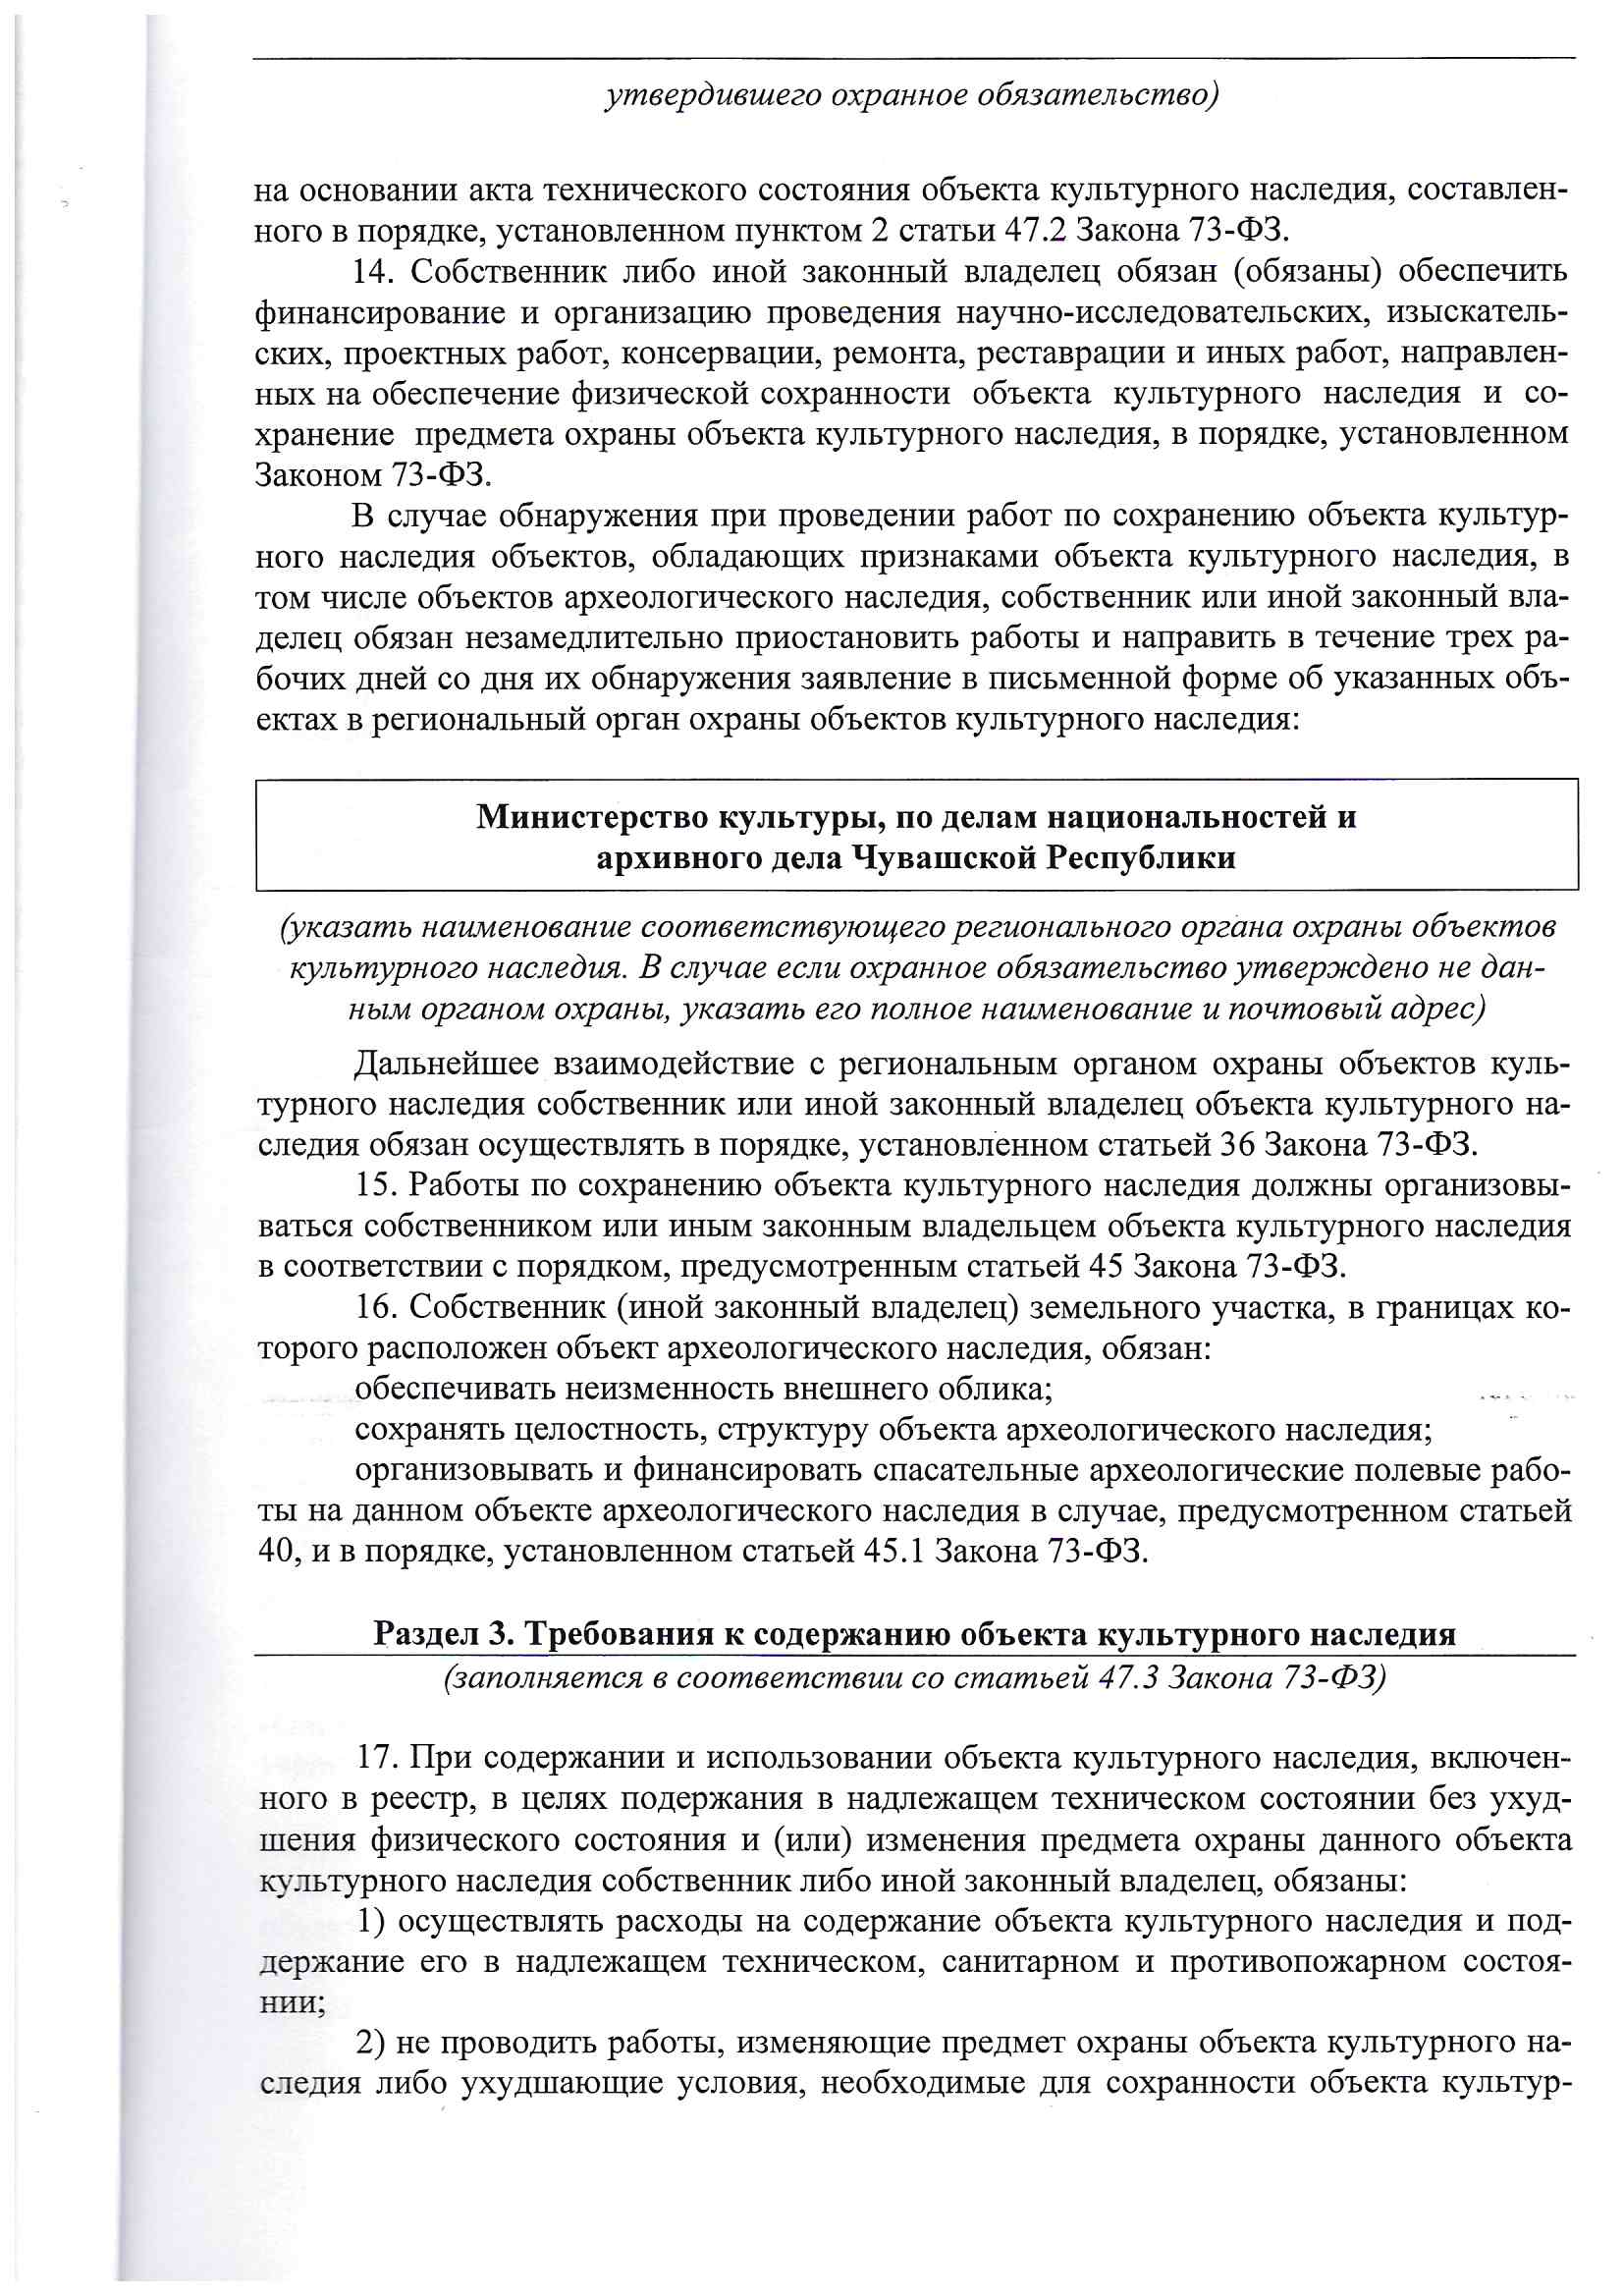 утвердившего охранное обязательство)
на основании акта технического состояния объекта культурного наследия, составлен-
ного в порядке, установленном пунктом 2 статьи 47.2 Закона 73-ФЗ.
14. Собственник либо иной законный владелец обязан (обязаны) обеспечить
финансирование и организацию проведения научно-исследовательских, изыскатель-
ских, проектных работ, консервации, ремонта, реставрации и иных работ, направлен-
ных на обеспечение физической сохранности объекта культурного наследия и со-
хранение предмета охраны объекта культурного наследия, в порядке, установленном
Законом 73-ФЗ.
В случае обнаружения при проведении работ по сохранению объекта культур-
ного наследия объектов, обладающих признаками объекта культурного наследия, в
том числе объектов археологического наследия, собственник или иной законный вла-
делец обязан незамедлительно приостановить работы и направить в течение трех ра-
бочих дней со дня их обнаружения заявление в письменной форме об указанных объ-
ектах в региональный орган охраны объектов культурного наследия:
Министерство культуры, по делам национальностей и
архивного дела Чувашской Республики
(указать наименование соответствующего регионального органа охраны объектов
культурного наследия. В случае если охранное обязательство утверждено не дан-
ным органом охраны, указать его полное наименование и почтовый адрес)
Дальнейшее взаимодействие с региональным органом охраны объектов куль-
турного наследия собственник или иной законный владелец объекта культурного на-
следия обязан осуществлять в порядке, установленном статьей 36 Закона 73-ФЗ.
15. Работы по сохранению объекта культурного наследия должны организовы-
ваться собственником или иным законным владельцем объекта культурного наследия
в соответствии с порядком, предусмотренным статьей 45 Закона 73-ФЗ.
16. Собственник (иной законный владелец) земельного участка, в границах ко-
торого расположен объект археологического наследия, обязан:
обеспечивать неизменность внешнего облика;
сохранять целостность, структуру объекта археологического наследия;
организовывать и финансировать спасательные археологические полевые рабо-
ты на данном объекте археологического наследия в случае, предусмотренном статьей
40, и в порядке, установленном статьей 45.1 Закона 73-ФЗ.
Раздел 3. Требования к содержанию объекта культурного наследия
(заполняется в соответствии со статьей 47.3 Закона 73-ФЗ)
17. При содержании и использовании объекта культурного наследия, включен-
ного в реестр, в целях подержания в надлежащем техническом состоянии без ухуд-
шения физического состояния и (или) изменения предмета охраны данного объекта
культурного наследия собственник либо иной законный владелец, обязаны:
1) осуществлять расходы на содержание объекта культурного наследия и под-
держание его в надлежащем техническом, санитарном и противопожарном состоя-
нии;
2) не проводить работы, изменяющие предмет охраны объекта культурного на-
следия либо ухудшающие условия, необходимые для сохранности объекта культур-